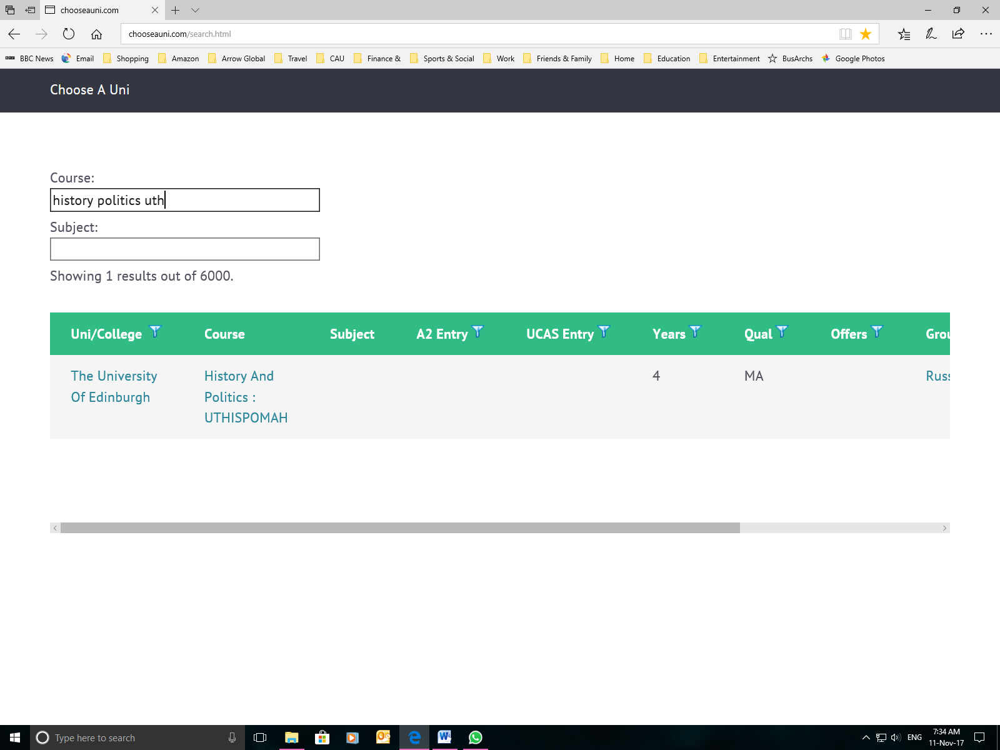 chooseauni.com
chooseauni.com/search.html
BBC News Email Shopping Amazon Arrow Global Travel CAU Finance & Sports & Social Work Friends & Family Home Education Entertainment BusArchs Google Photos
Choose A Uni
Course:
history politics uth
Subject:
Showing 1 results out of 6000.
Uni/College Course Subject A2 Entry UCAS Entry Years Qual Offers Grou
The University History And 4 MA Russ
Of Edinburgh Politics :
UTHISPOMAH
Type here to search
ENG
7:34 AM
11-Nov-17